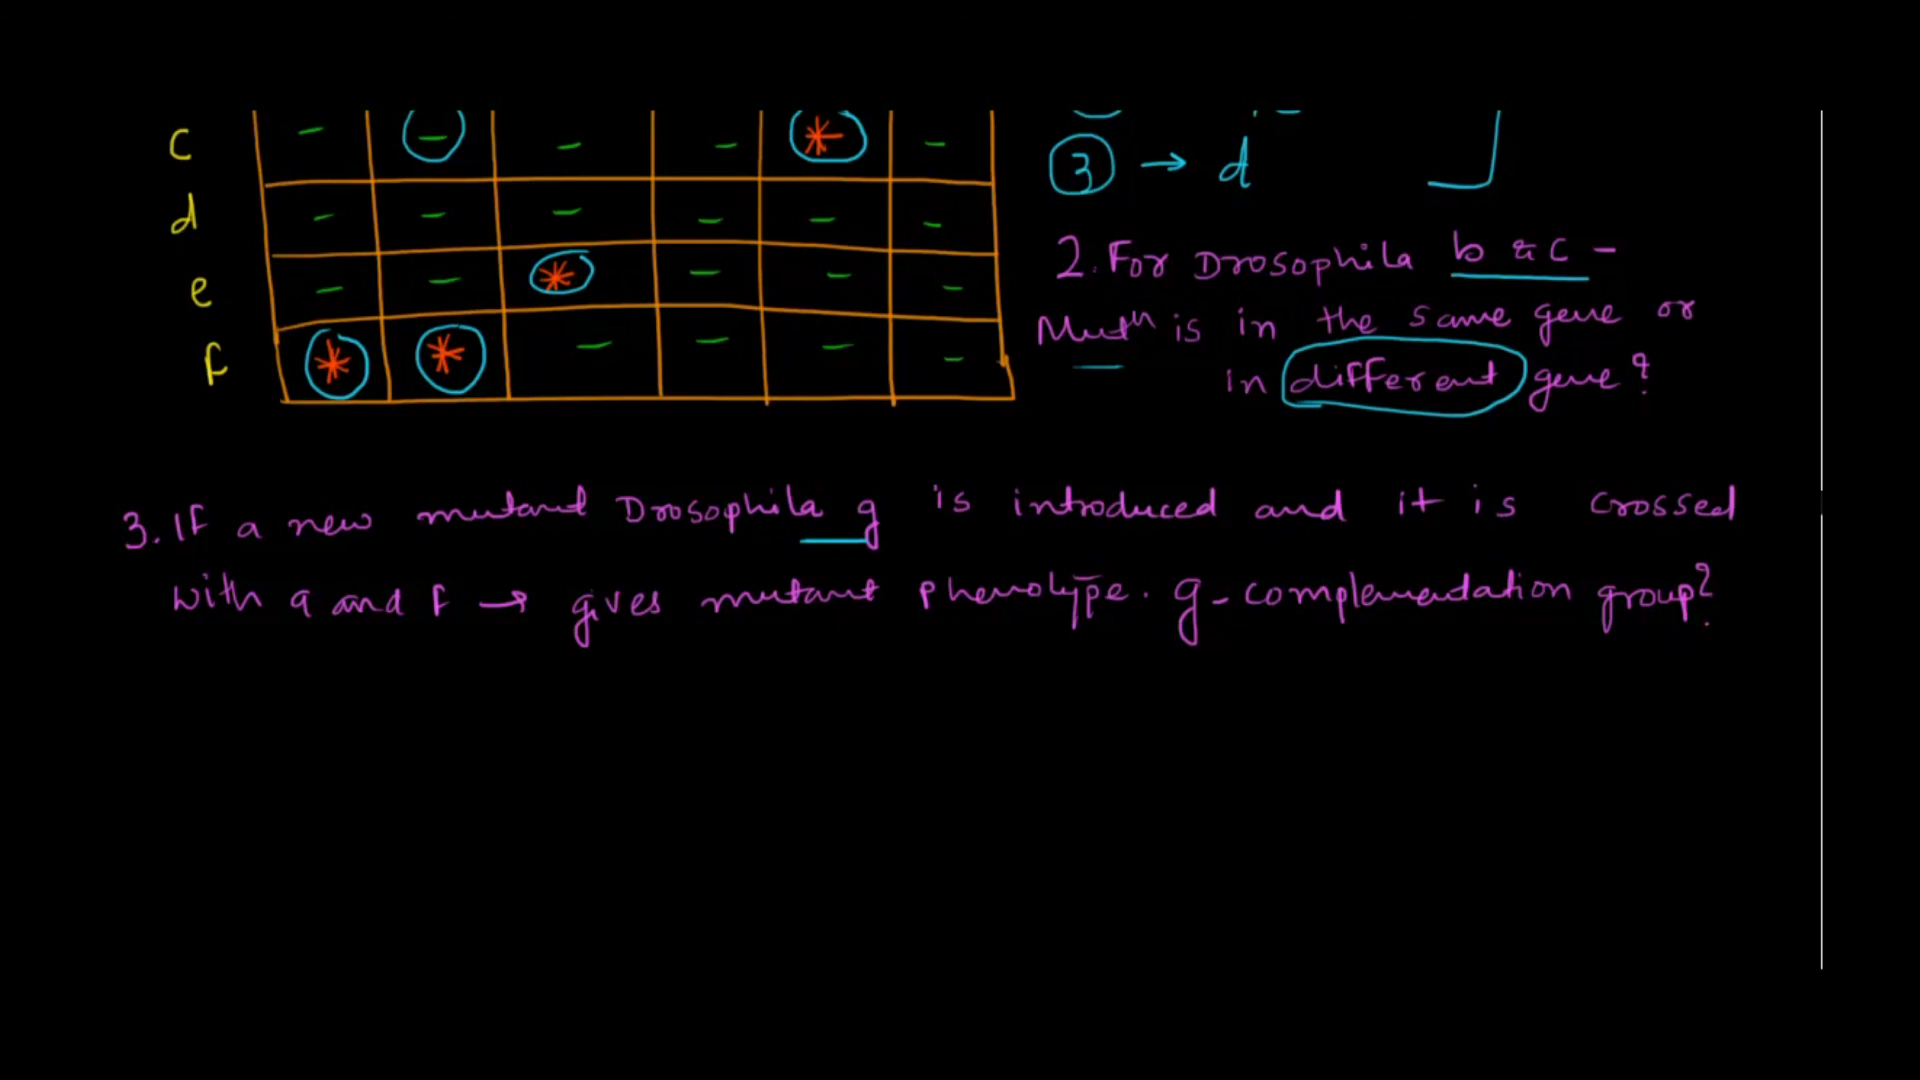 c - - - - * -
③ → d
d - - - - - -
2. For Drosophila b & c -
e - - * - - -
Mutⁿ is in the same gene or
f * * - - - -
in different gene?
3. If a new mutant Drosophila g is introduced and it is crossed
with a and f → gives mutant phenotype. g - complementation group?